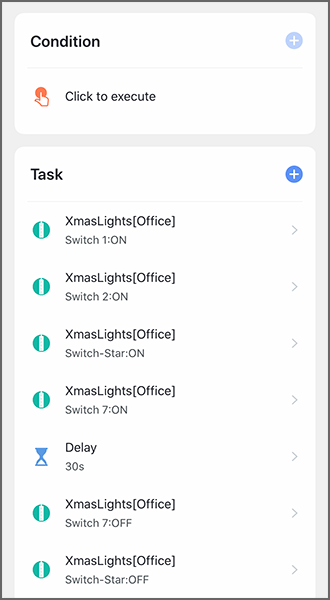 Condition
Click to execute
Task
XmasLights[Office]
Switch 1:ON
XmasLights[Office]
Switch 2:ON
XmasLights[Office]
Switch-Star:ON
XmasLights[Office]
Switch 7:ON
Delay
30s
XmasLights[Office]
Switch 7:OFF
XmasLights[Office]
Switch-Star:OFF